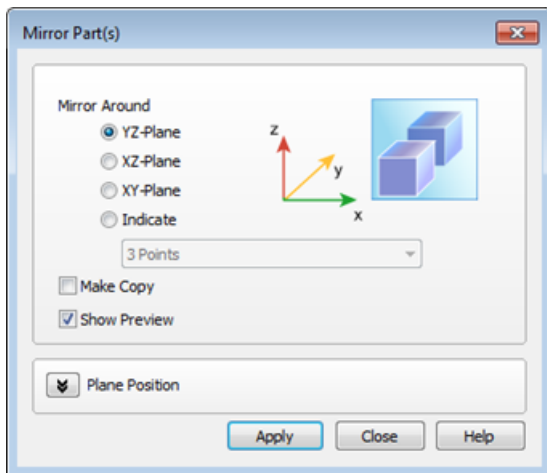 Mirror Part(s)
Mirror Around
YZ-Plane
XZ-Plane
XY-Plane
Indicate
z
y
x
3 Points
Make Copy
Show Preview
Plane Position
Apply Close Help